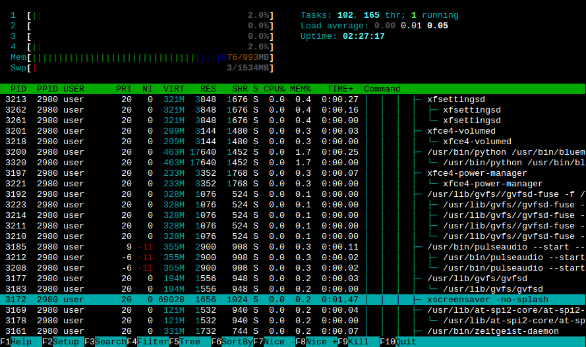 1 [|| 2.0%] Tasks: 102, 165 thr; 1 running
2 [ 0.0%] Load average: 0.00 0.01 0.05
3 [ 0.0%] Uptime: 02:27:17
4 [|| 2.6%]
Mem[ 76/993MB]
Swp[| 3/1534MB]
PID PPID USER PRI NI VIRT RES SHR S CPU% MEM% TIME+ Command
3213 2980 user 20 0 321M 3848 1676 S 0.0 0.4 0:00.27 │ │ │ ├─ xfsettingsd
3262 2980 user 20 0 321M 3848 1676 S 0.0 0.4 0:00.16 │ │ │ │ ├─ xfsettingsd
3261 2980 user 20 0 321M 3848 1676 S 0.0 0.4 0:00.00 │ │ │ │ └─ xfsettingsd
3201 2980 user 20 0 299M 3144 1480 S 0.0 0.3 0:00.03 │ │ │ ├─ xfce4-volumed
3218 2980 user 20 0 299M 3144 1480 S 0.0 0.3 0:00.00 │ │ │ │ └─ xfce4-volumed
3200 2980 user 20 0 463M 17640 1452 S 0.0 1.7 0:00.25 │ │ │ ├─ /usr/bin/python /usr/bin/bluem
3320 2980 user 20 0 463M 17640 1452 S 0.0 1.7 0:00.00 │ │ │ │ └─ /usr/bin/python /usr/bin/bl
3197 2980 user 20 0 233M 3352 1768 S 0.0 0.3 0:00.07 │ │ │ ├─ xfce4-power-manager
3221 2980 user 20 0 233M 3352 1768 S 0.0 0.3 0:00.00 │ │ │ │ └─ xfce4-power-manager
3192 2980 user 20 0 328M 1076 524 S 0.0 0.1 0:00.00 │ │ │ ├─ /usr/lib/gvfs//gvfsd-fuse -f /
3223 2980 user 20 0 328M 1076 524 S 0.0 0.1 0:00.00 │ │ │ │ ├─ /usr/lib/gvfs//gvfsd-fuse -
3214 2980 user 20 0 328M 1076 524 S 0.0 0.1 0:00.00 │ │ │ │ ├─ /usr/lib/gvfs//gvfsd-fuse -
3211 2980 user 20 0 328M 1076 524 S 0.0 0.1 0:00.00 │ │ │ │ ├─ /usr/lib/gvfs//gvfsd-fuse -
3210 2980 user 20 0 328M 1076 524 S 0.0 0.1 0:00.00 │ │ │ │ └─ /usr/lib/gvfs//gvfsd-fuse -
3185 2980 user 9 -11 355M 2900 908 S 0.0 0.3 0:00.11 │ │ │ ├─ /usr/bin/pulseaudio --start --
3212 2980 user -6 -11 355M 2900 908 S 0.0 0.3 0:00.02 │ │ │ │ ├─ /usr/bin/pulseaudio --start
3208 2980 user -6 -11 355M 2900 908 S 0.0 0.3 0:00.02 │ │ │ │ └─ /usr/bin/pulseaudio --start
3177 2980 user 20 0 194M 1556 948 S 0.0 0.2 0:00.03 │ │ │ ├─ /usr/lib/gvfs/gvfsd
3183 2980 user 20 0 194M 1556 948 S 0.0 0.2 0:00.00 │ │ │ │ └─ /usr/lib/gvfs/gvfsd
3172 2980 user 20 0 69028 1656 1024 S 0.0 0.2 0:01.47 │ │ │ ├─ xscreensaver -no-splash
3169 2980 user 20 0 121M 1532 940 S 0.0 0.2 0:00.04 │ │ │ ├─ /usr/lib/at-spi2-core/at-spi2-
3178 2980 user 20 0 121M 1532 940 S 0.0 0.2 0:00.00 │ │ │ │ └─ /usr/lib/at-spi2-core/at-sp
3161 2980 user 20 0 331M 1732 744 S 0.0 0.2 0:00.07 │ │ │ ├─ /usr/bin/zeitgeist-daemon
F1Help F2Setup F3SearchF4FilterF5Tree F6SortByF7Nice -F8Nice +F9Kill F10Quit